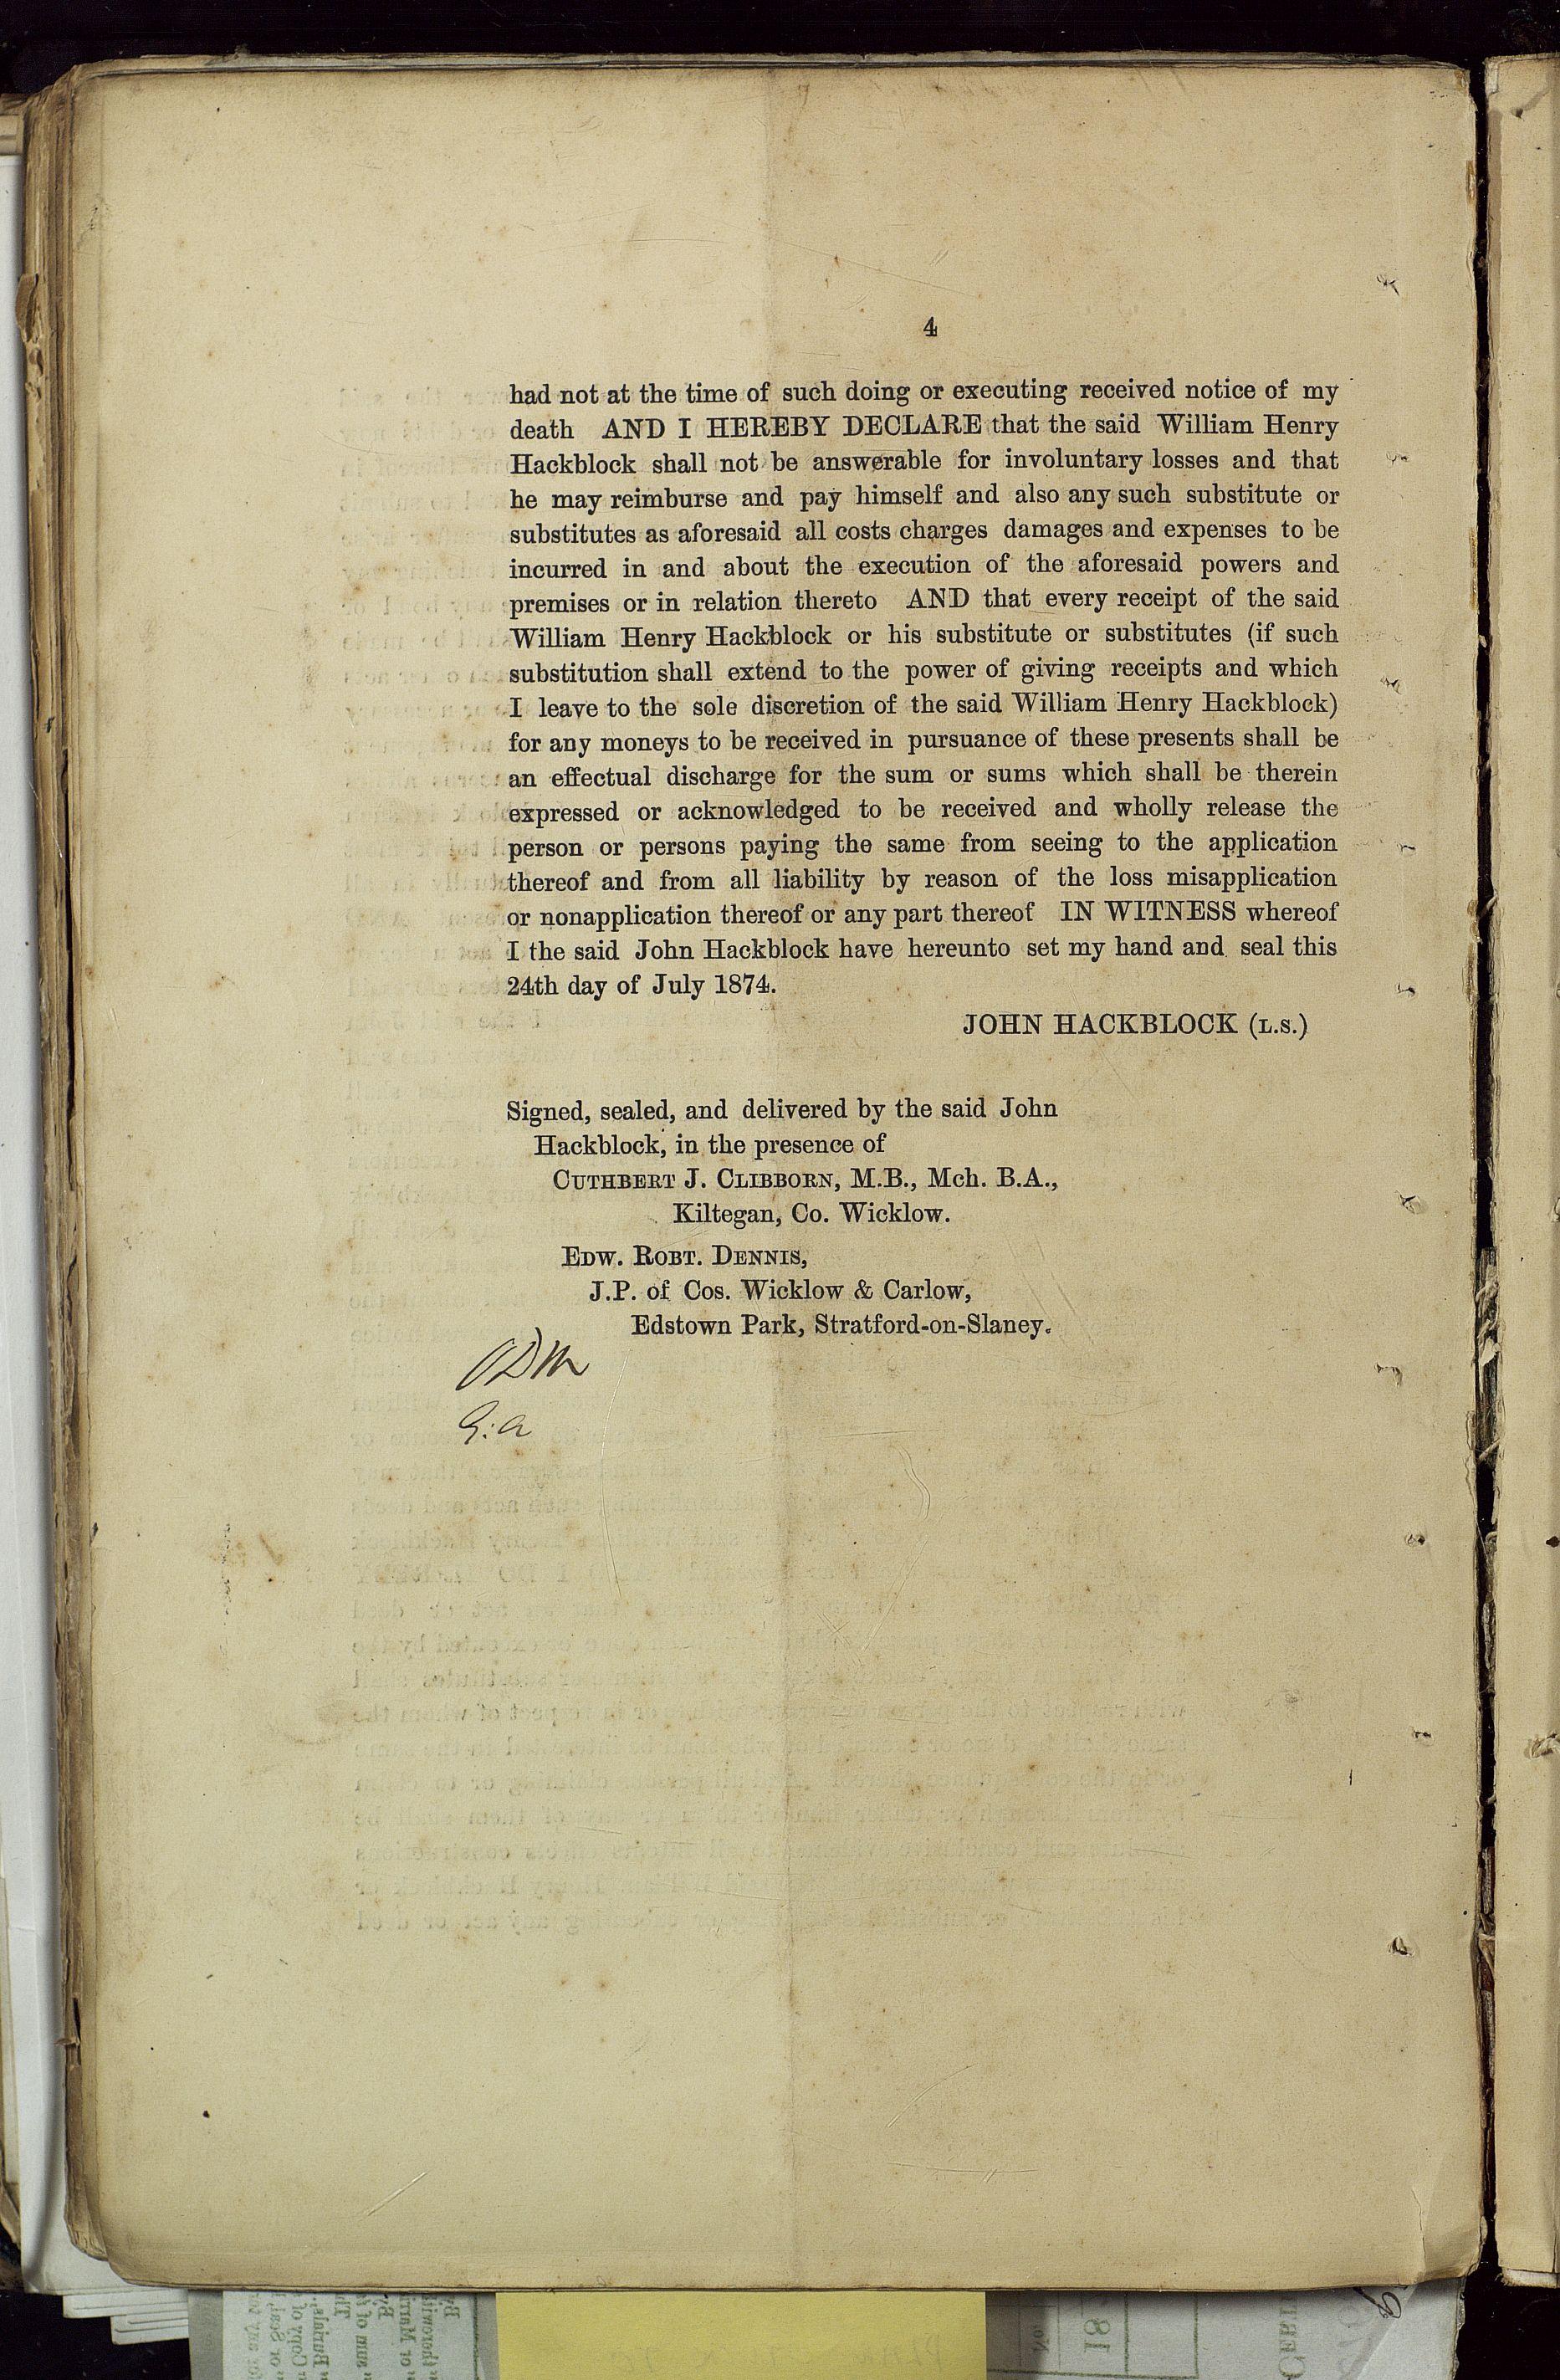 4
had not at the time of such doing or executing received notice of my
death AND I HEREBY DECLARE that the said William Henry
Hackblock shall not be answerable for involuntary losses and that
he may reimburse and pay himself and also any such substitute or
substitutes as aforesaid all costs charges damages and expenses to be
incurred in and about the execution of the aforesaid powers and
premises or in relation thereto AND that every receipt of the said
William Henry Hackblock or his substitute or substitutes (if such
substitution shall extend to the power of giving receipts and which
I leave to the sole discretion of the said William Henry Hackblock)
for any moneys to be received in pursuance of these presents shall be
an effectual discharge for the sum or sums which shall be therein
expressed or acknowledged to be received and wholly release the
person or persons paying the same from seeing to the application
thereof and from all liability by reason of the loss misapplication
or nonapplication thereof or any part thereof IN WITNESS whereof
I the said John Hackblock have hereunto set my hand and seal this
24th day of July 1874.
JOHN HACKBLOCK (L.S.)
Signed, sealed, and delivered by the said John
Hackblock, in the presence of
CUTHBERT J. CLIBBORN, M.B., Mch. B.A.,
Kiltegan, Co. Wicklow.
EDW. ROBT. DENNIS,
J.P. of Cos. Wicklow & Carlow,
Edstown Park, Stratford-on-Slaney.